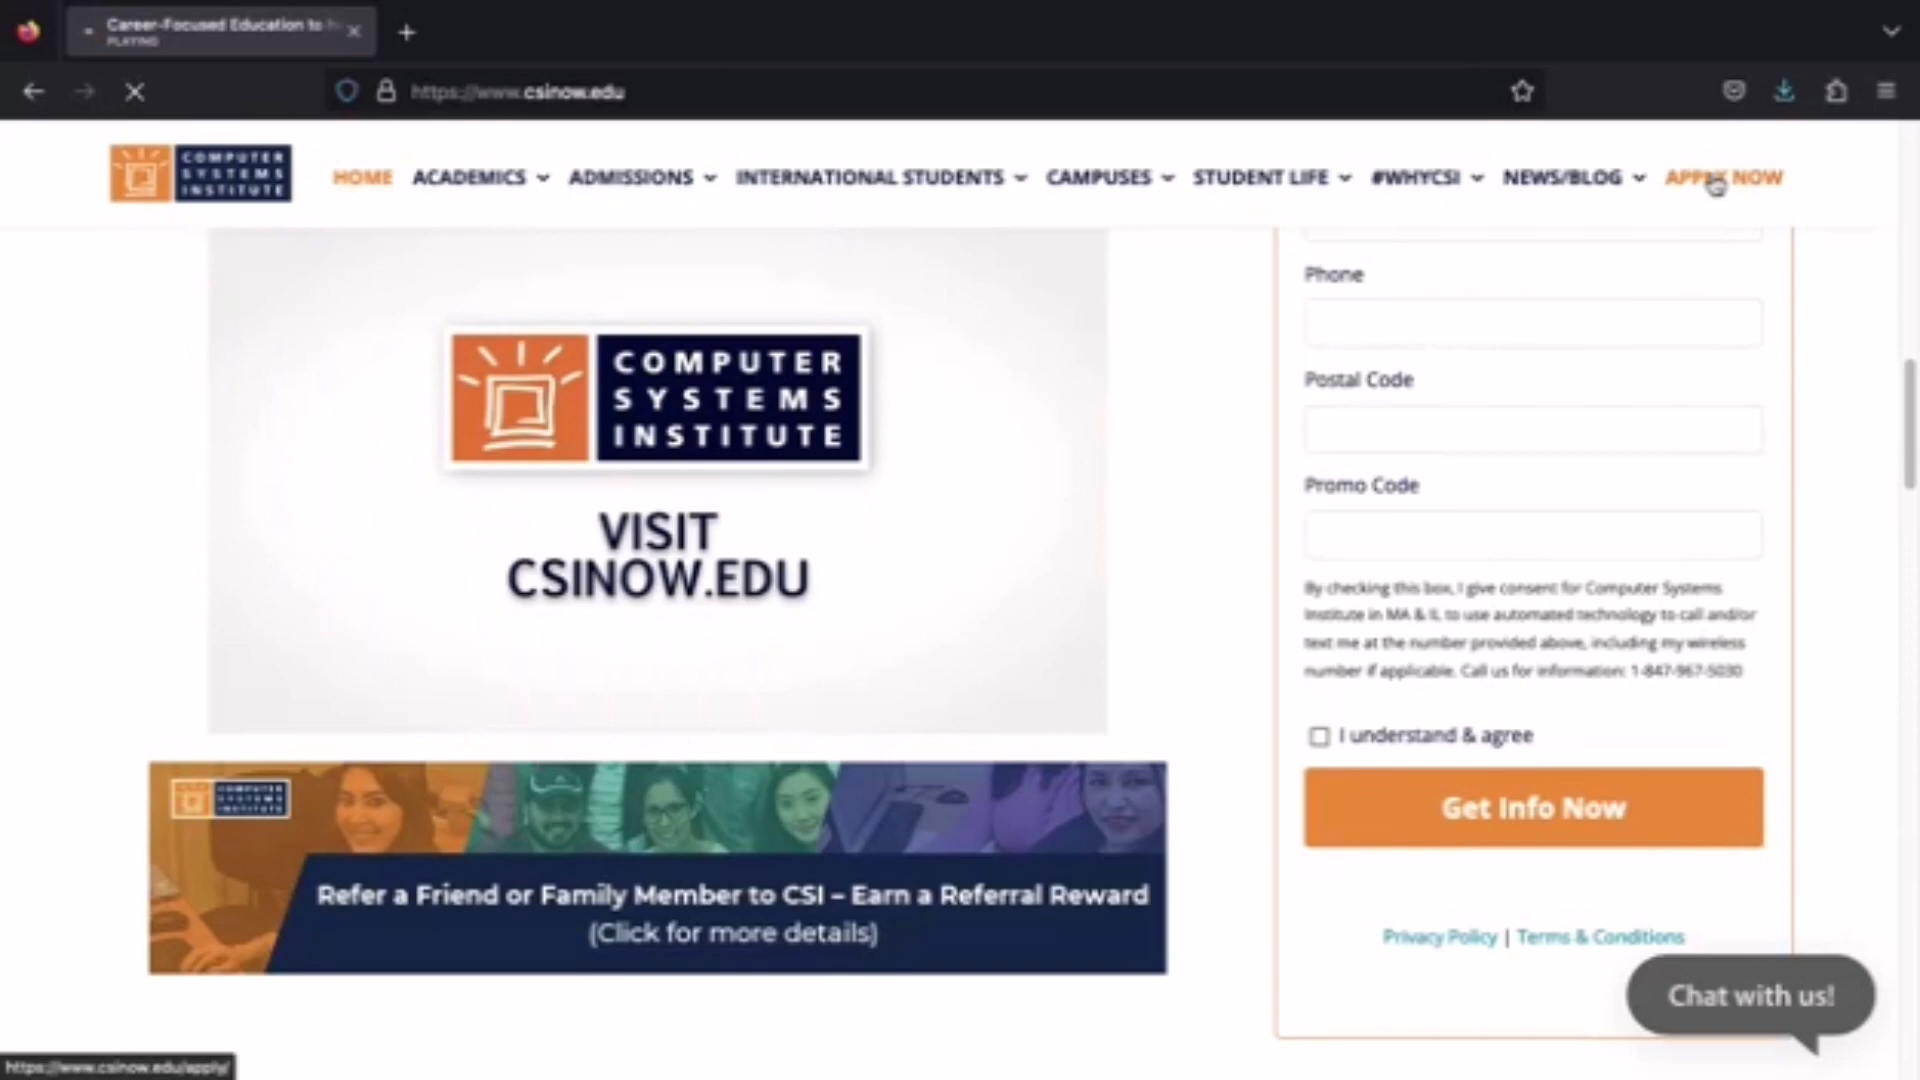 Career-Focused Education to h
PLAYING
https://www.csinow.edu
COMPUTER
SYSTEMS
INSTITUTE
HOME ACADEMICS ADMISSIONS INTERNATIONAL STUDENTS CAMPUSES STUDENT LIFE #WHYCSI NEWS/BLOG APPLY NOW
COMPUTER
SYSTEMS
INSTITUTE
VISIT
CSINOW.EDU
Phone
Postal Code
Promo Code
By checking this box, I give consent for Computer Systems
Institute in MA & IL to use automated technology to call and/or
text me at the number provided above, including my wireless
number if applicable. Call us for information: 1-847-967-5030
I understand & agree
Get Info Now
Privacy Policy | Terms & Conditions
COMPUTER
SYSTEMS
INSTITUTE
Refer a Friend or Family Member to CSI – Earn a Referral Reward
(Click for more details)
Chat with us!
https://www.csinow.edu/apply/